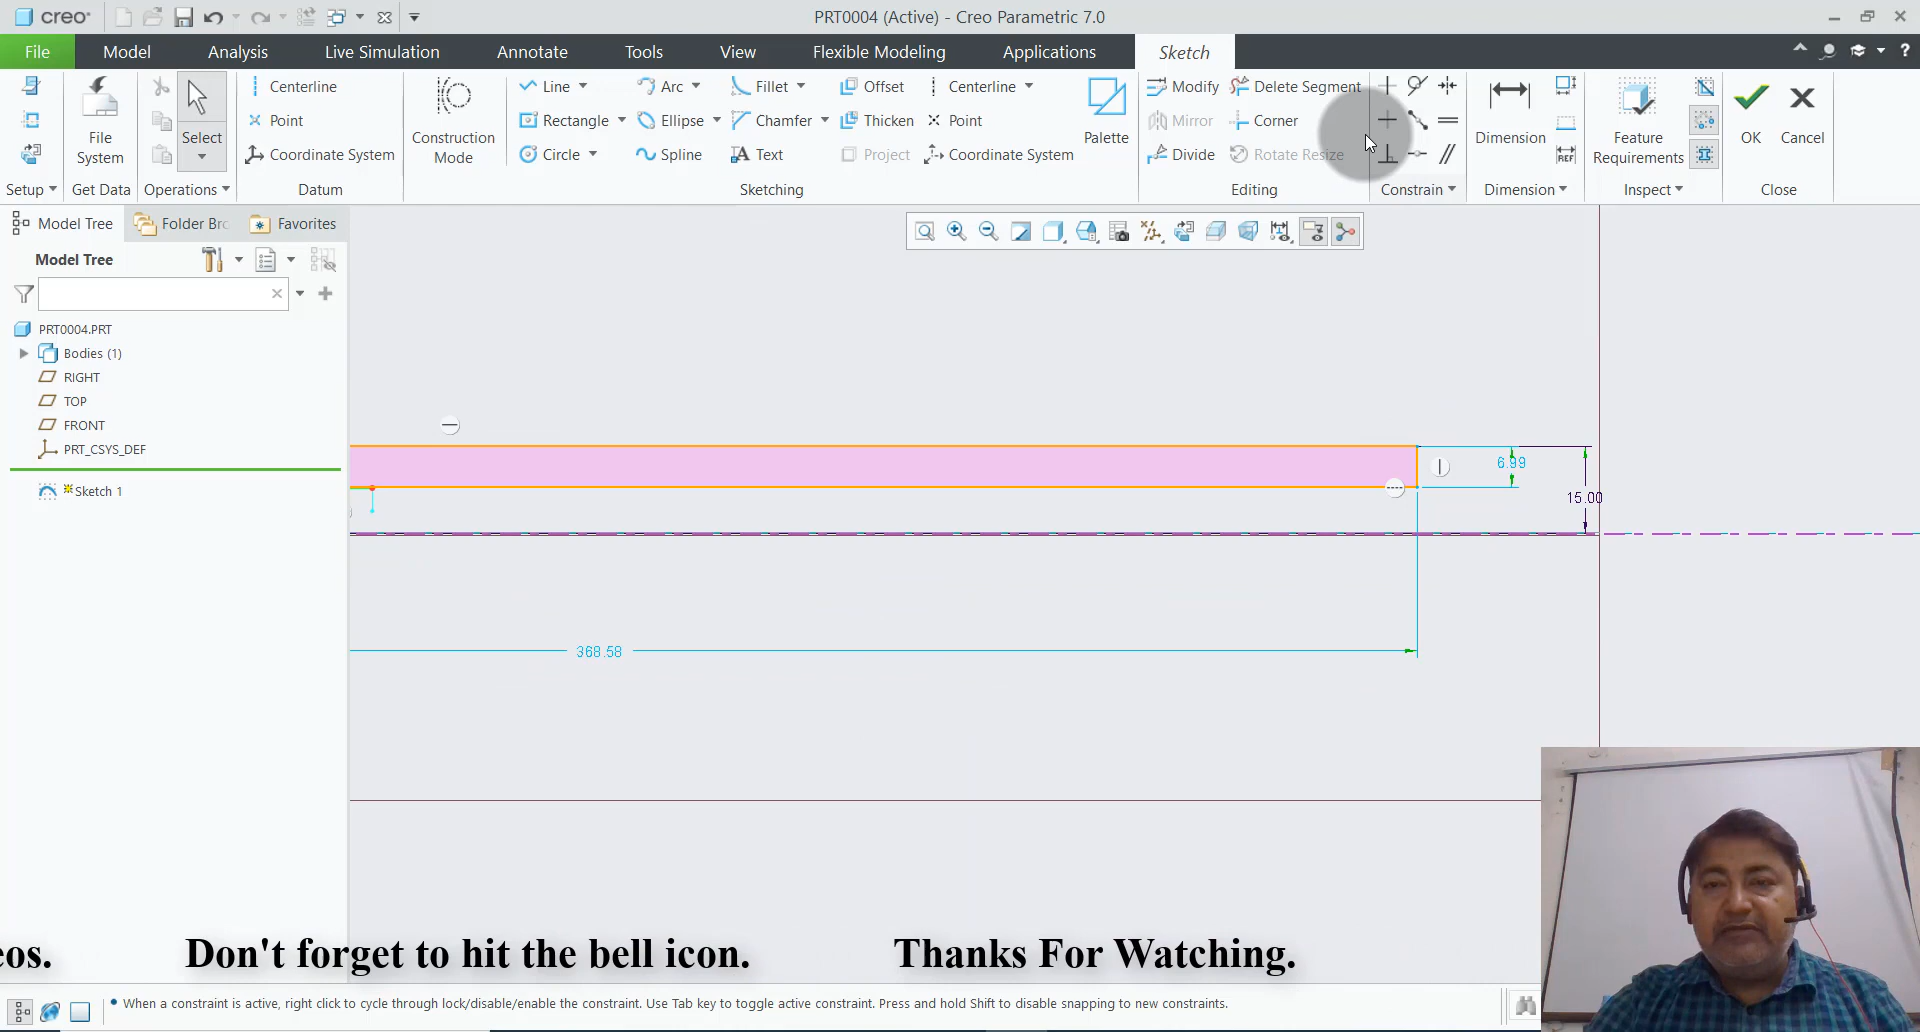 creo
PRT0004 (Active) - Creo Parametric 7.0
File Model Analysis Live Simulation Annotate Tools View Flexible Modeling Applications Sketch
Setup
File System
Get Data
Select
Operations
Centerline
Point
Coordinate System
Datum
Construction Mode
Line Arc Fillet Offset Centerline
Rectangle Ellipse Chamfer Thicken Point
Circle Spline Text Project Coordinate System
Palette
Sketching
Modify Delete Segment
Mirror Corner
Divide Rotate Resize
Editing
Constrain
Dimension
Dimension
REF
Feature Requirements
Inspect
OK
Cancel
Close
Model Tree Folder Br Favorites
Model Tree
PRT0004.PRT
Bodies (1)
RIGHT
TOP
FRONT
PRT_CSYS_DEF
Sketch 1
6.99
15.00
368.58
eos. Don't forget to hit the bell icon. Thanks For Watching.
When a constraint is active, right click to cycle through lock/disable/enable the constraint. Use Tab key to toggle active constraint. Press and hold Shift to disable snapping to new constraints.